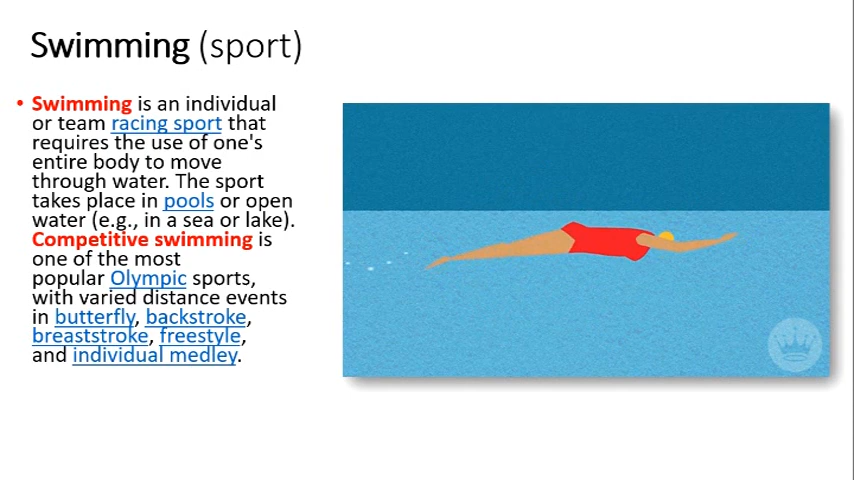 Swimming (sport)
• Swimming is an individual
or team racing sport that
requires the use of one's
entire body to move
through water. The sport
takes place in pools or open
water (e.g., in a sea or lake).
Competitive swimming is
one of the most
popular Olympic sports,
with varied distance events
in butterfly, backstroke,
breaststroke, freestyle,
and individual medley.